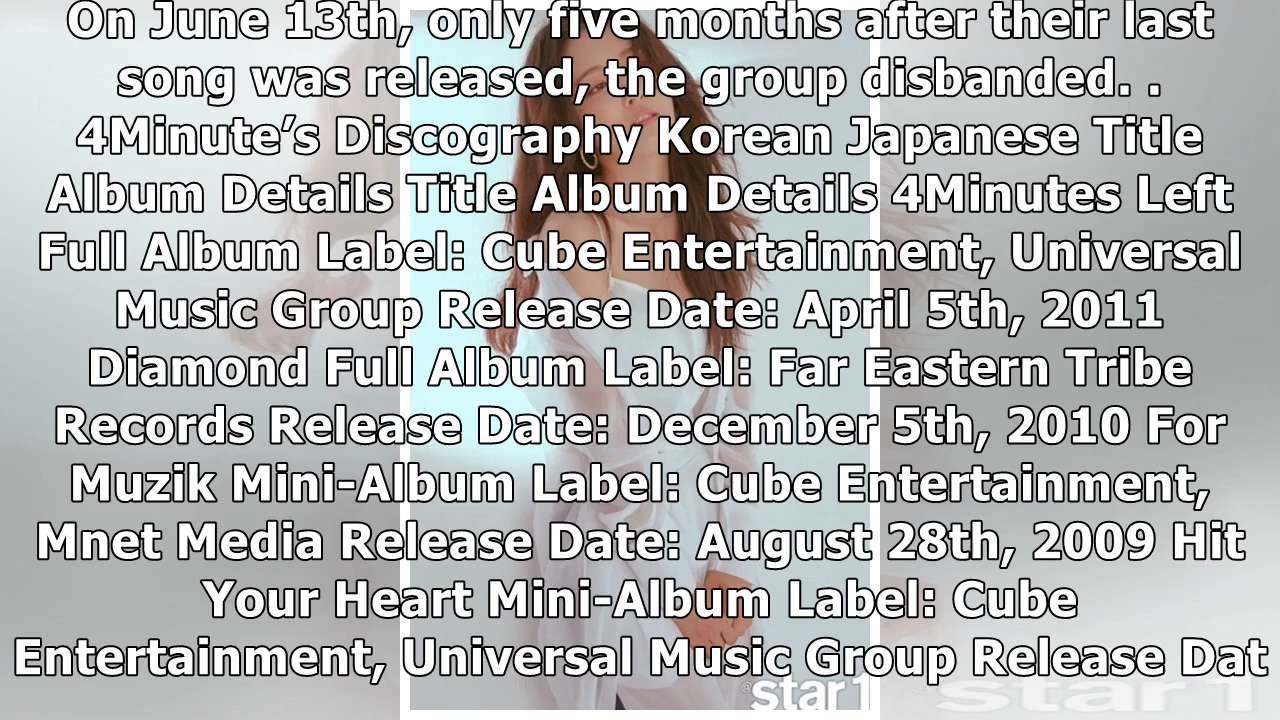 On June 13th, only five months after their last
song was released, the group disbanded. .
4Minute’s Discography Korean Japanese Title
Album Details Title Album Details 4Minutes Left
Full Album Label: Cube Entertainment, Universal
Music Group Release Date: April 5th, 2011
Diamond Full Album Label: Far Eastern Tribe
Records Release Date: December 5th, 2010 For
Muzik Mini-Album Label: Cube Entertainment,
Mnet Media Release Date: August 28th, 2009 Hit
Your Heart Mini-Album Label: Cube
Entertainment, Universal Music Group Release Dat
@star1 @star1